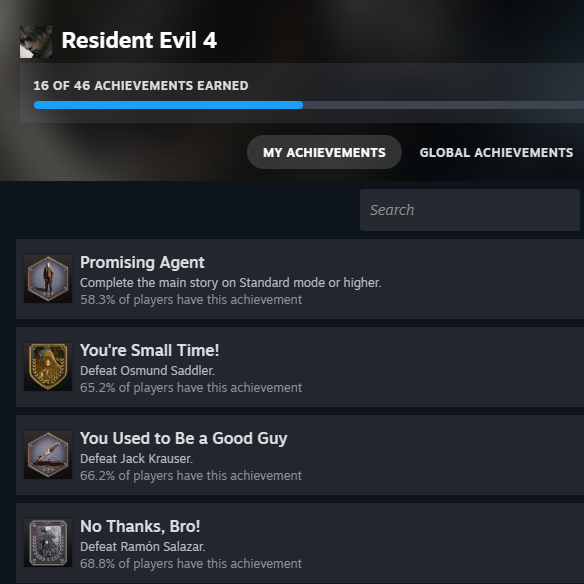 Resident Evil 4
16 OF 46 ACHIEVEMENTS EARNED
MY ACHIEVEMENTS GLOBAL ACHIEVEMENTS
Search
Promising Agent
Complete the main story on Standard mode or higher.
58.3% of players have this achievement
You're Small Time!
Defeat Osmund Saddler.
65.2% of players have this achievement
You Used to Be a Good Guy
Defeat Jack Krauser.
66.2% of players have this achievement
No Thanks, Bro!
Defeat Ramón Salazar.
68.8% of players have this achievement